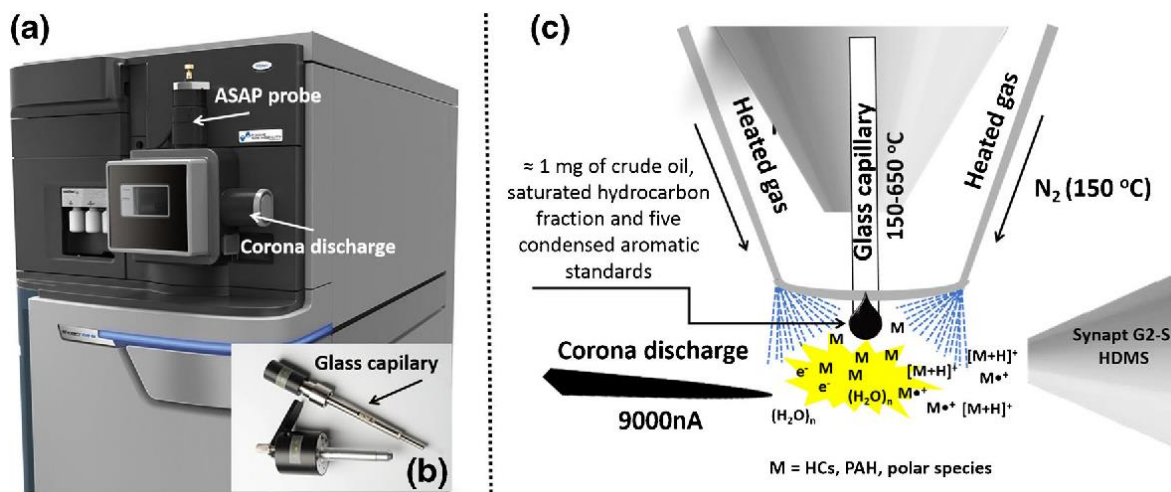 (a)
ASAP probe
Corona discharge
Glass capilary
(b)
(c)
Heated gas
Glass capillary
150-650 °C
Heated gas
N₂ (150 °C)
≈ 1 mg of crude oil,
saturated hydrocarbon
fraction and five
condensed aromatic
standards
Corona discharge
9000nA
M
M
M
M
M
M
e⁻
e⁻
(H₂O)ₙ
(H₂O)ₙ
[M+H]⁺
M•⁺
[M+H]⁺
M•⁺
M•⁺
[M+H]⁺
Synapt G2-S
HDMS
M = HCs, PAH, polar species